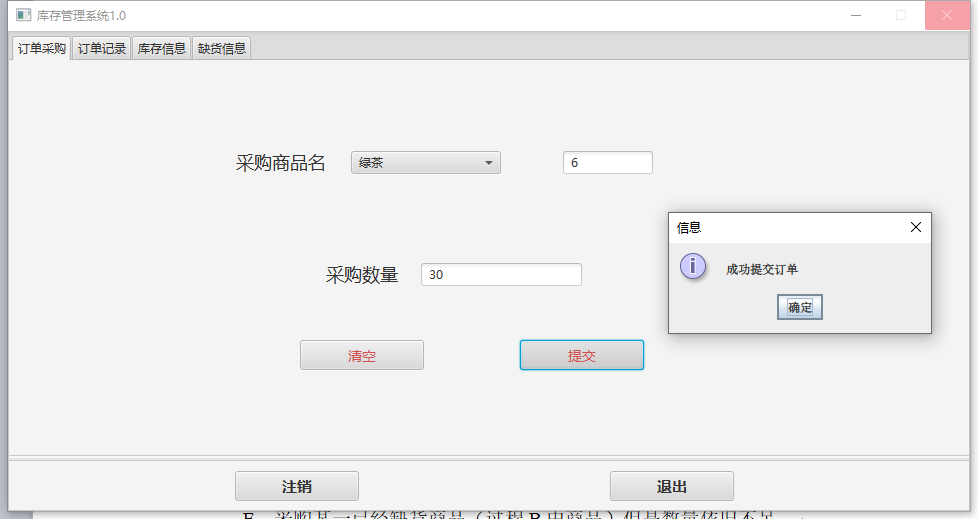 库存管理系统1.0
订单采购 订单记录 库存信息 缺货信息
采购商品名 绿茶 6
信息
成功提交订单
确定
采购数量 30
清空 提交
注销 退出